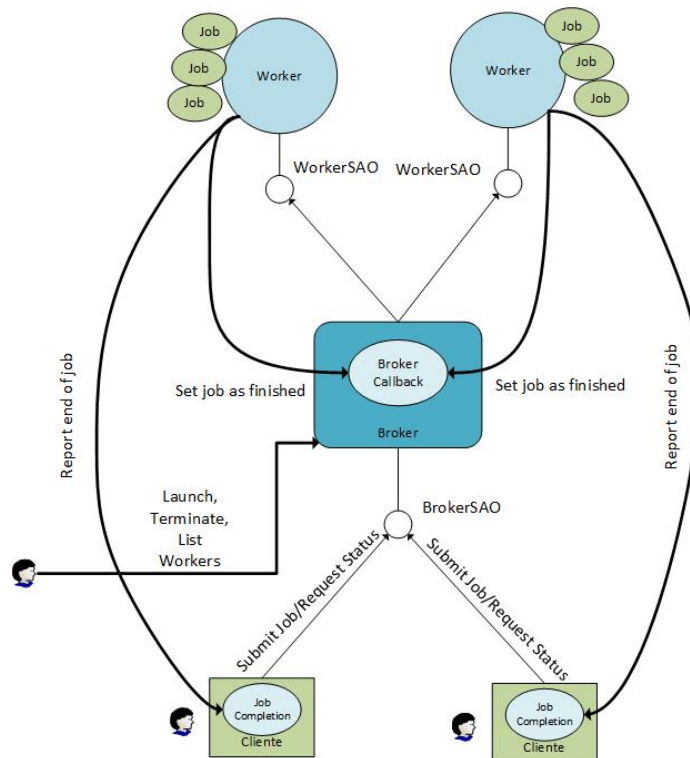 Job
Job
Job
Worker
Worker
Job
Job
Job
WorkerSAO
WorkerSAO
Broker
Callback
Set job as finished
Set job as finished
Broker
Report end of job
Report end of job
Launch,
Terminate,
List
Workers
BrokerSAO
Submit Job/Request Status
Submit Job/Request Status
Job
Completion
Cliente
Job
Completion
Cliente